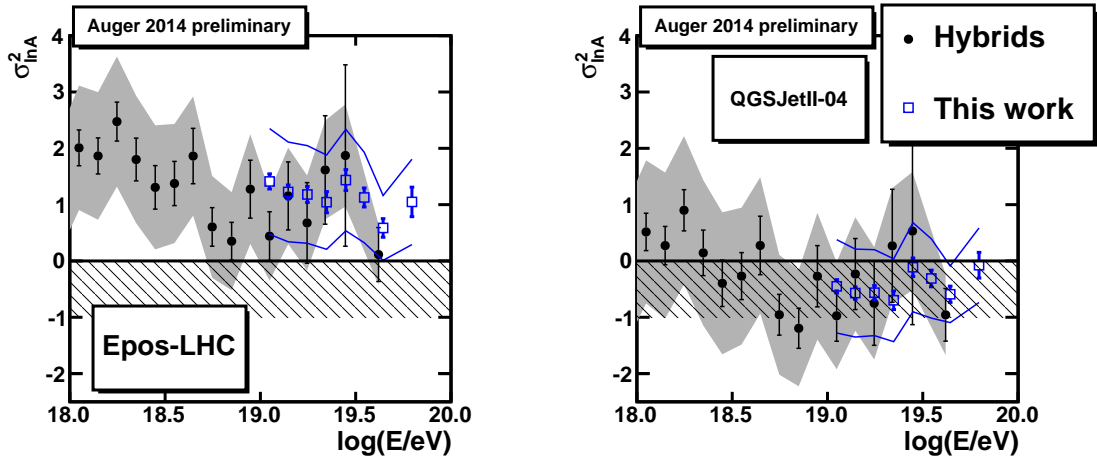 Auger 2014 preliminary
σ²lnA
4
3
2
1
0
-1
-2
Epos-LHC
18.0 18.5 19.0 19.5 20.0
log(E/eV)
Auger 2014 preliminary
Hybrids
This work
QGSJetII-04
σ²lnA
4
3
2
1
0
-1
-2
18.0 18.5 19.0 19.5 20.0
log(E/eV)